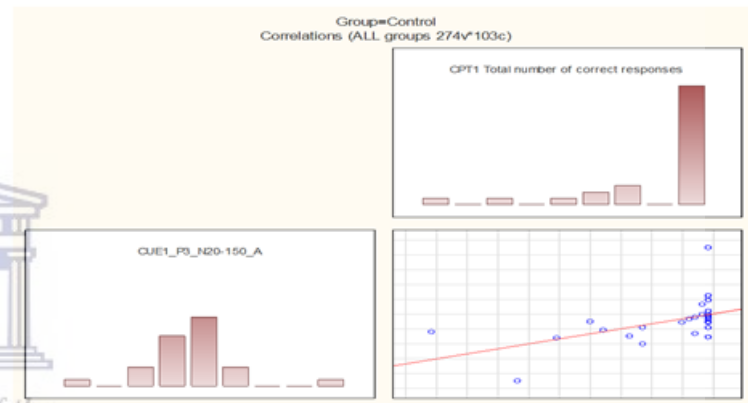 Group=Control
Correlations (ALL groups 274v*103c)
CPT1 Total number of correct responses
CUE1_P3_N20-150_A